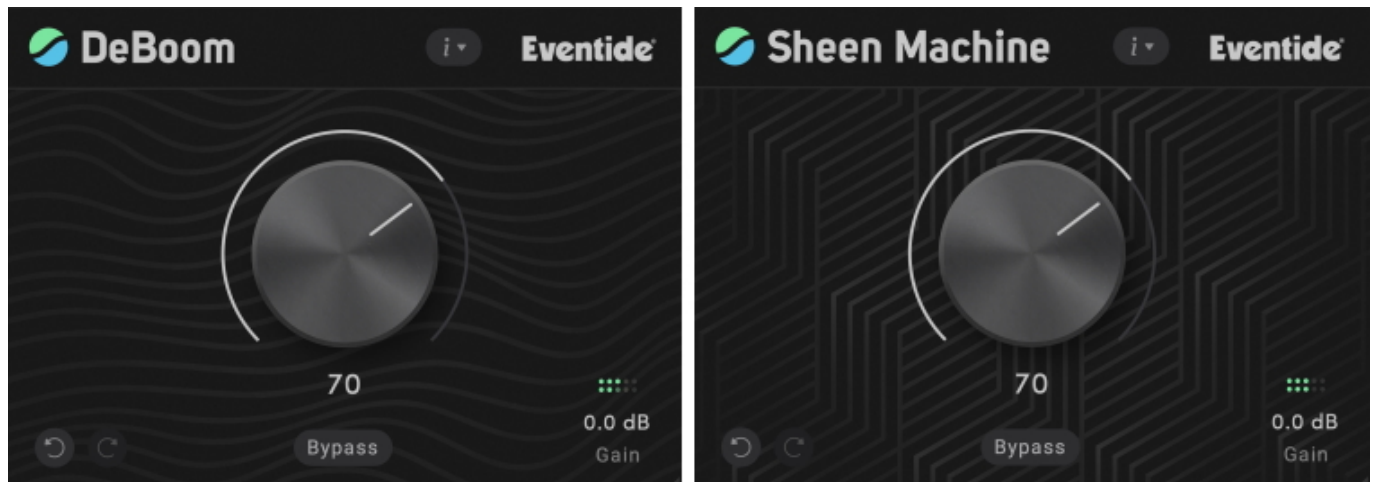 DeBoom
i
Eventide®
70
0.0 dB
Gain
Bypass
Sheen Machine
i
Eventide®
70
0.0 dB
Gain
Bypass